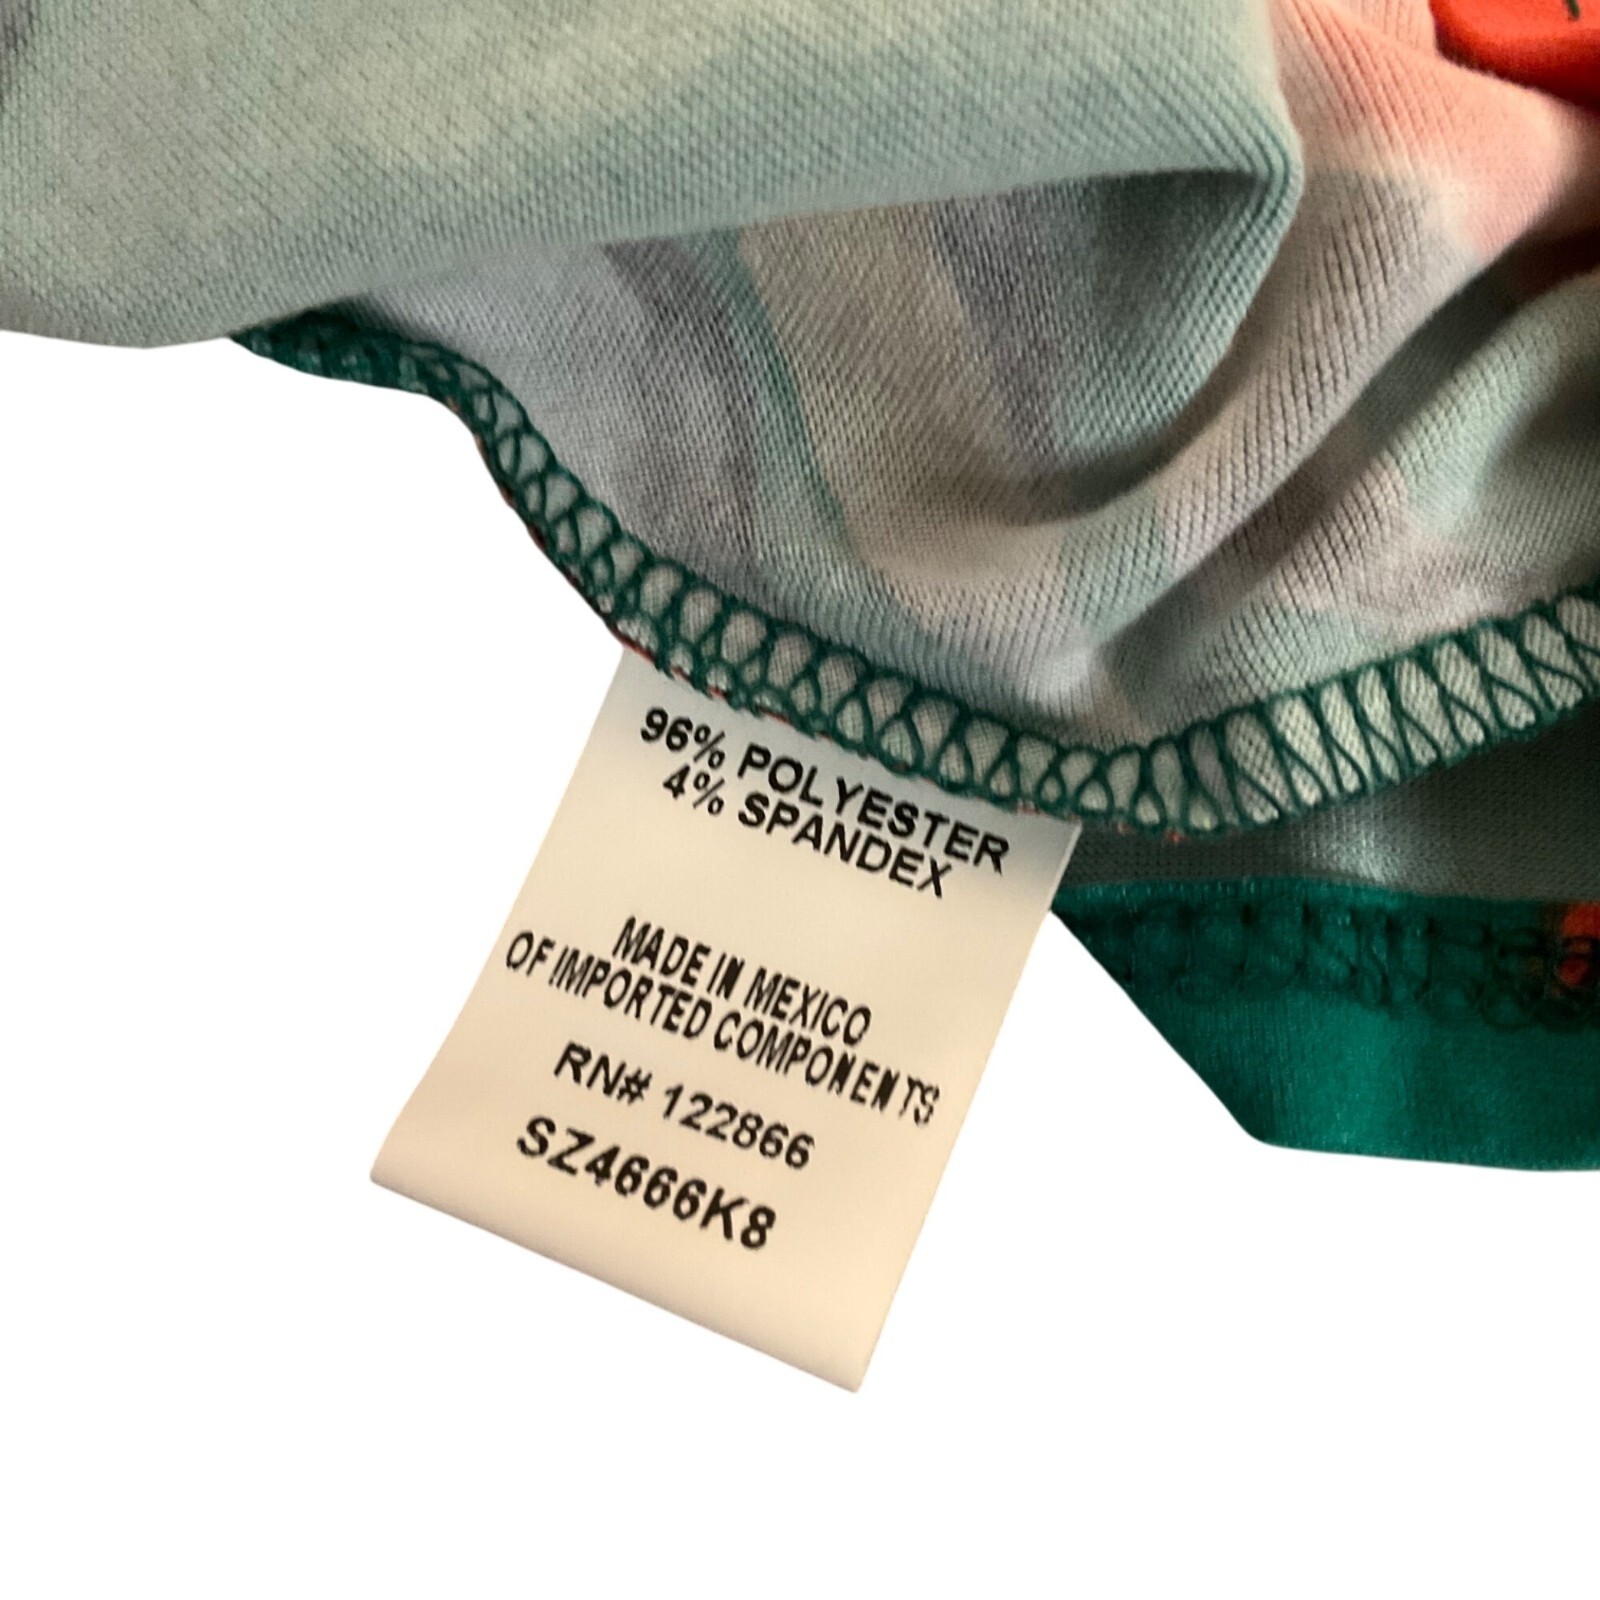 96% POLYESTER
4% SPANDEX
MADE IN MEXICO
OF IMPORTED COMPONENTS
RN# 122866
SZ4666K8